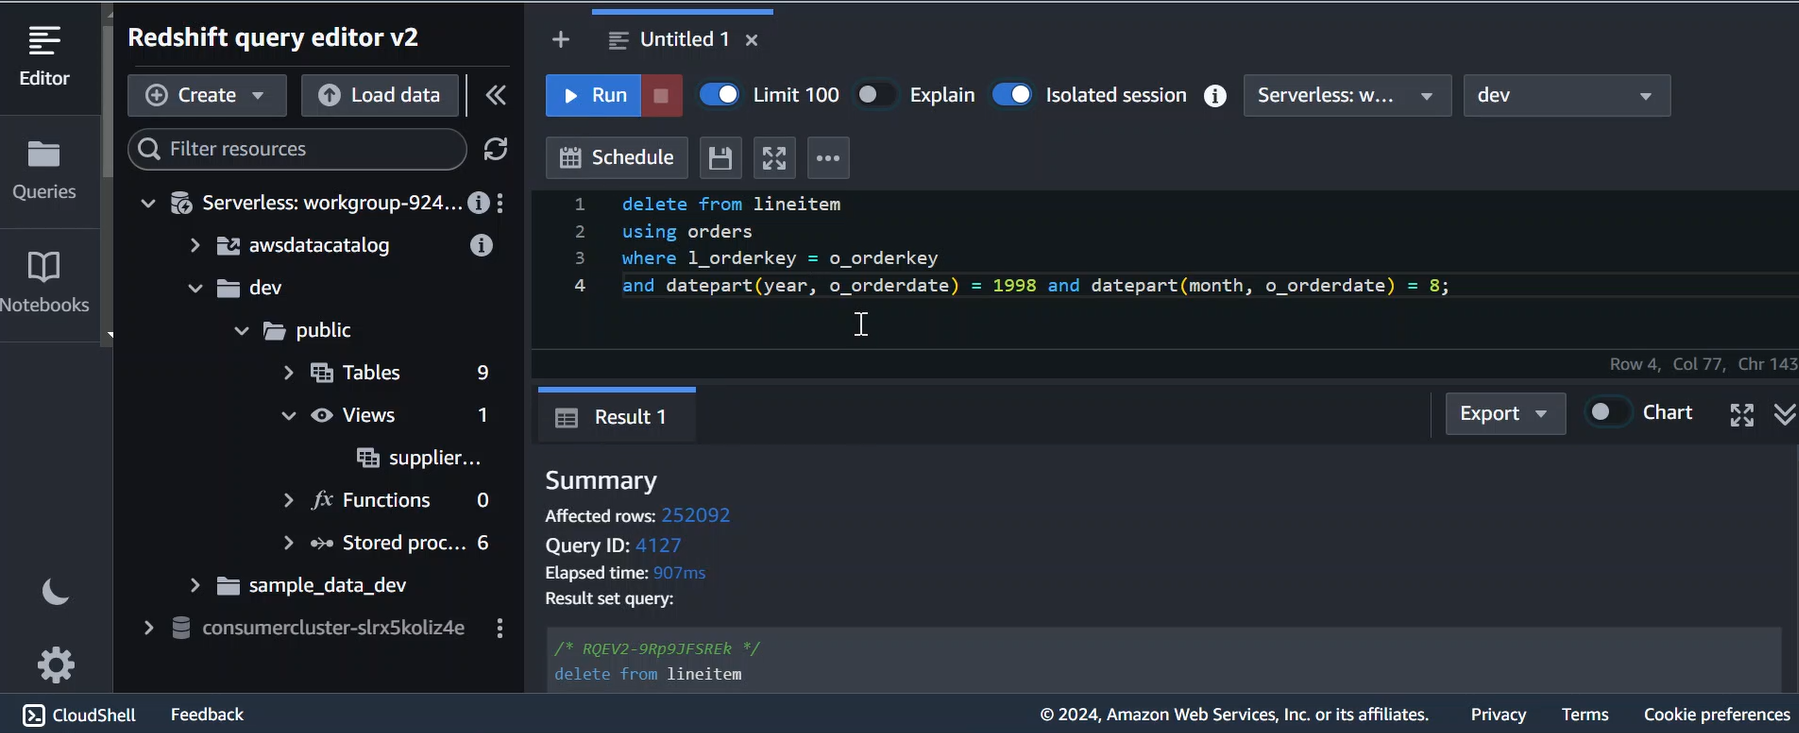 Editor
Queries
Notebooks
Redshift query editor v2
Create
Load data
Filter resources
Serverless: workgroup-924...
awsdatacatalog
dev
public
Tables 9
Views 1
supplier...
fx Functions 0
Stored proc... 6
sample_data_dev
consumercluster-slrx5koliz4e
Untitled 1
Run
Limit 100
Explain
Isolated session
Serverless: w...
dev
Schedule
1 delete from lineitem
2 using orders
3 where l_orderkey = o_orderkey
4 and datepart(year, o_orderdate) = 1998 and datepart(month, o_orderdate) = 8;
Row 4, Col 77, Chr 143
Result 1
Export
Chart
Summary
Affected rows: 252092
Query ID: 4127
Elapsed time: 907ms
Result set query:
/* RQEV2-9Rp9JFSREk */
delete from lineitem
CloudShell
Feedback
© 2024, Amazon Web Services, Inc. or its affiliates.
Privacy
Terms
Cookie preferences